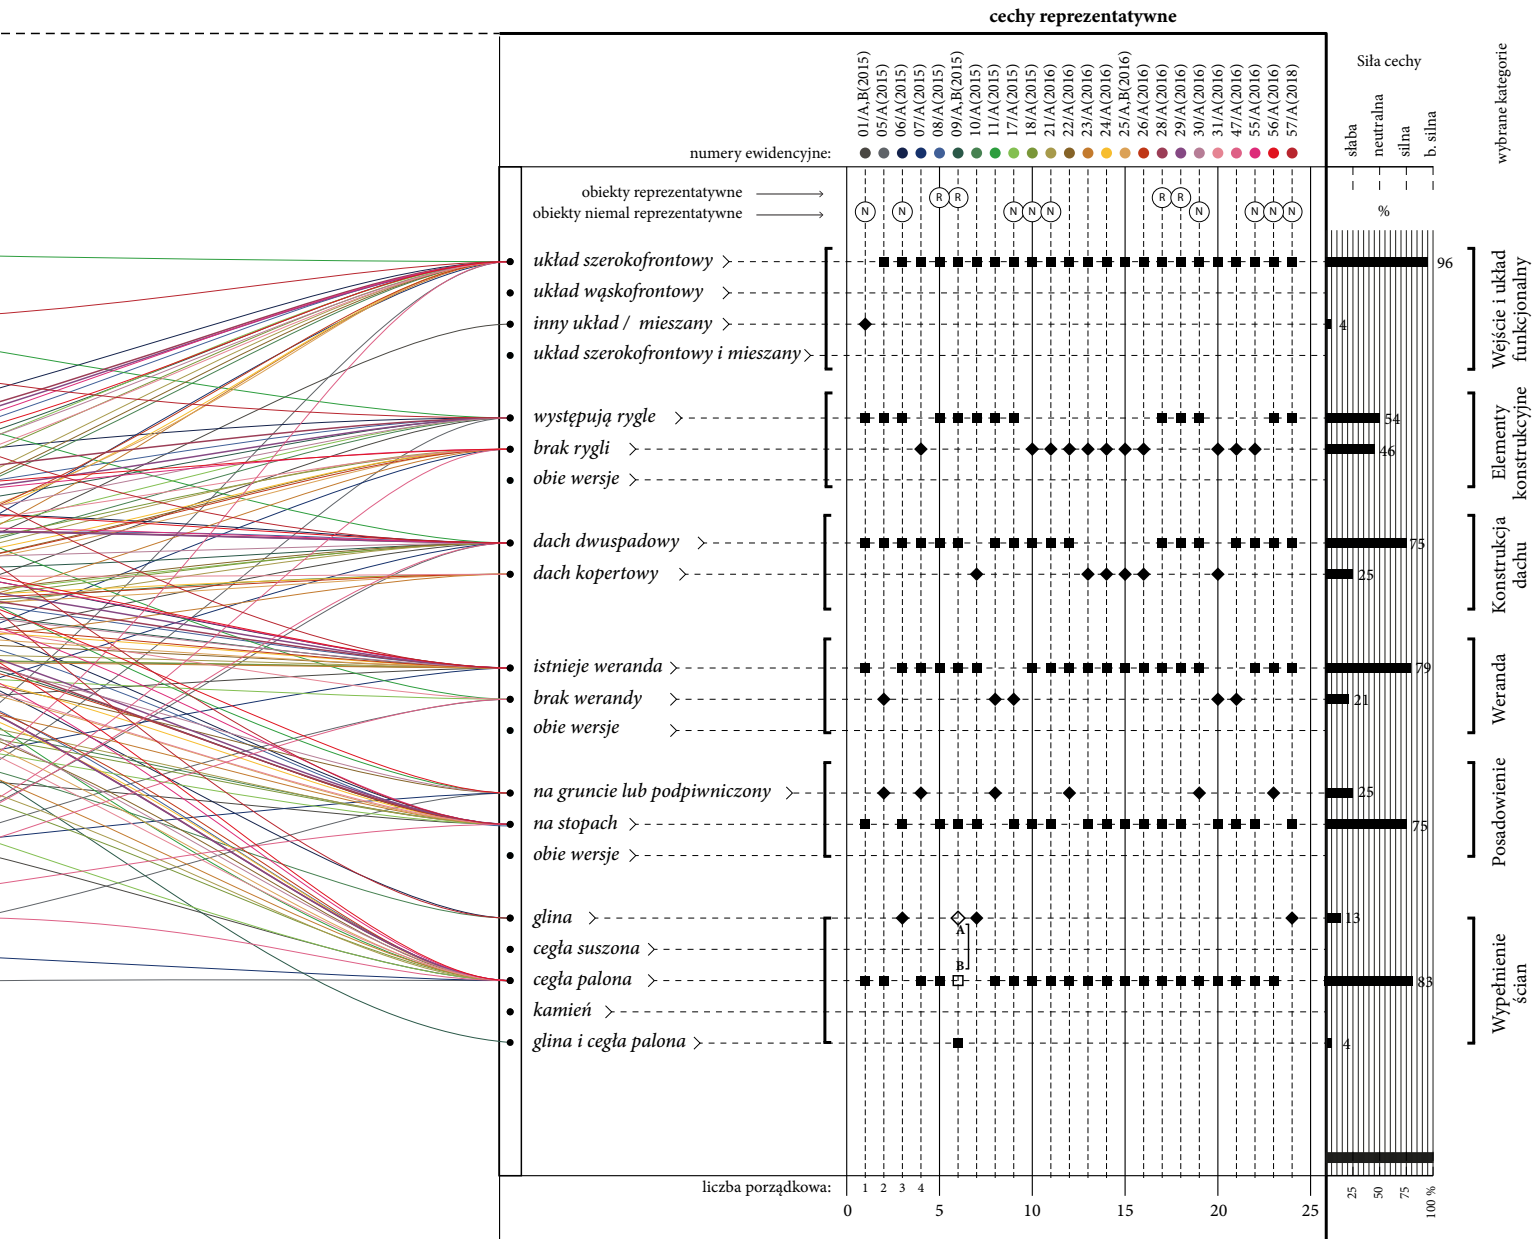 cechy reprezentatywne
01/A,B(2015)
05/A(2015)
06/A(2015)
07/A(2015)
08/A(2015)
09/A,B(2015)
10/A(2015)
11/A(2015)
17/A(2015)
18/A(2015)
21/A(2016)
22/A(2016)
23/A(2016)
24/A(2016)
25/A,B(2016)
26/A(2016)
28/A(2016)
29/A(2016)
30/A(2016)
31/A(2016)
47/A(2016)
55/A(2016)
56/A(2016)
57/A(2018)
Siła cechy
słaba
neutralna
silna
b. silna
wybrane kategorie
numery ewidencyjne:
obiekty reprezentatywne
R R R R
obiekty niemal reprezentatywne
N N N N N N N N N
%
układ szerokofrontowy
96
układ wąskofrontowy
inny układ / mieszany
4
układ szerokofrontowy i mieszany
Wejście i układ
funkcjonalny
występują rygle
54
brak rygli
46
obie wersje
Elementy
konstrukcyjne
dach dwuspadowy
75
dach kopertowy
25
Konstrukcja
dachu
istnieje weranda
79
brak werandy
21
obie wersje
Weranda
na gruncie lub podpiwniczony
25
na stopach
75
obie wersje
Posadowienie
glina
13
A
cegła suszona
B
cegła palona
83
kamień
glina i cegła palona
4
Wypełnienie
ścian
liczba porządkowa:
1 2 3 4
0 5 10 15 20 25
25
50
75
100 %